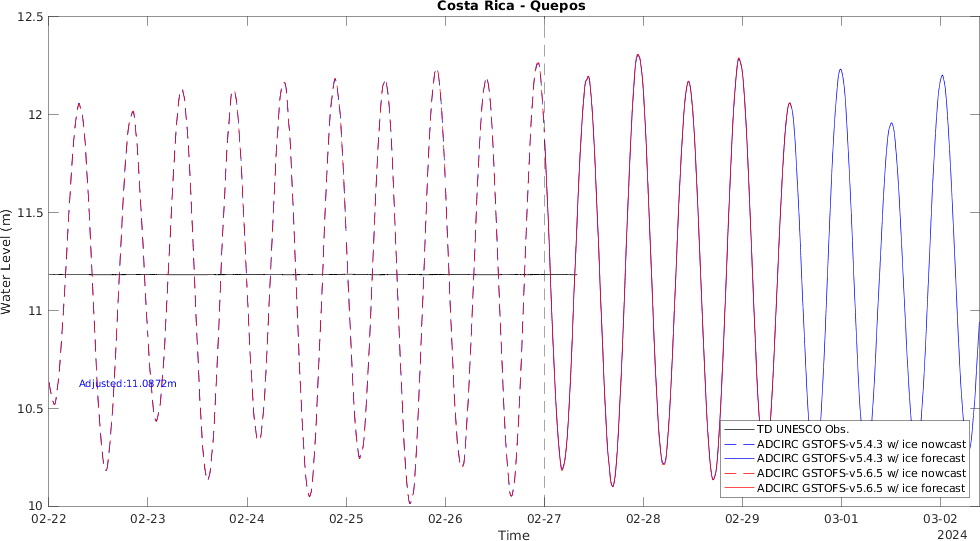 Costa Rica - Quepos
12.5
12
11.5
11
10.5
10
Water Level (m)
Adjusted:11.0872m
TD UNESCO Obs.
ADCIRC GSTOFS-v5.4.3 w/ ice nowcast
ADCIRC GSTOFS-v5.4.3 w/ ice forecast
ADCIRC GSTOFS-v5.6.5 w/ ice nowcast
ADCIRC GSTOFS-v5.6.5 w/ ice forecast
02-22 02-23 02-24 02-25 02-26 02-27 02-28 02-29 03-01 03-02
Time
2024